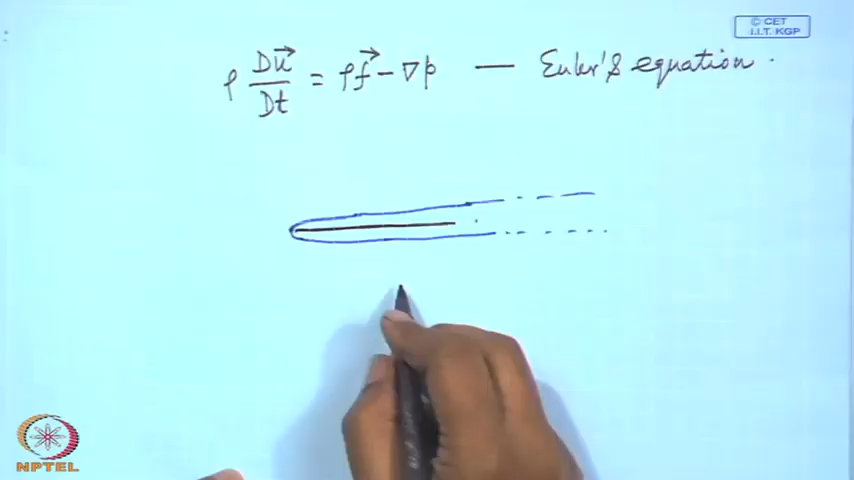 © CET
I.I.T. KGP
ρ Du⃗/Dt = ρf⃗ − ∇p — Euler's equation .
NPTEL